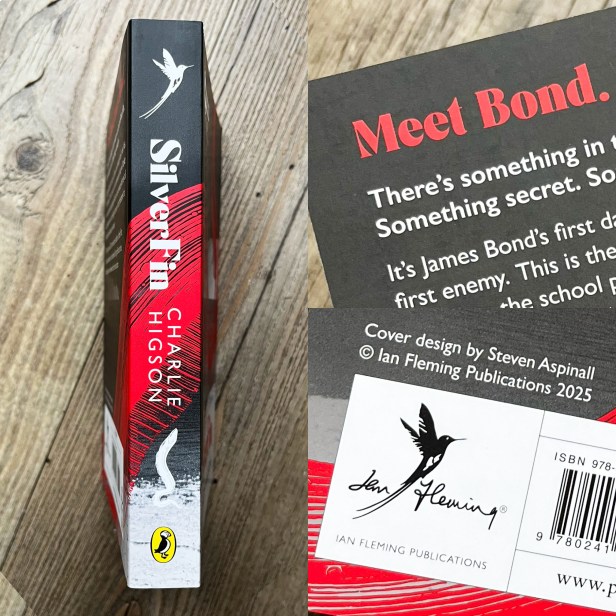 SilverFin
CHARLIE
HIGSON
Meet Bond.
There's something in t
Something secret. So
It's James Bond's first da
first enemy. This is the
the school p
Cover design by Steven Aspinall
© Ian Fleming Publications 2025
Ian Fleming®
IAN FLEMING PUBLICATIONS
ISBN 978-
9 780241
www.p